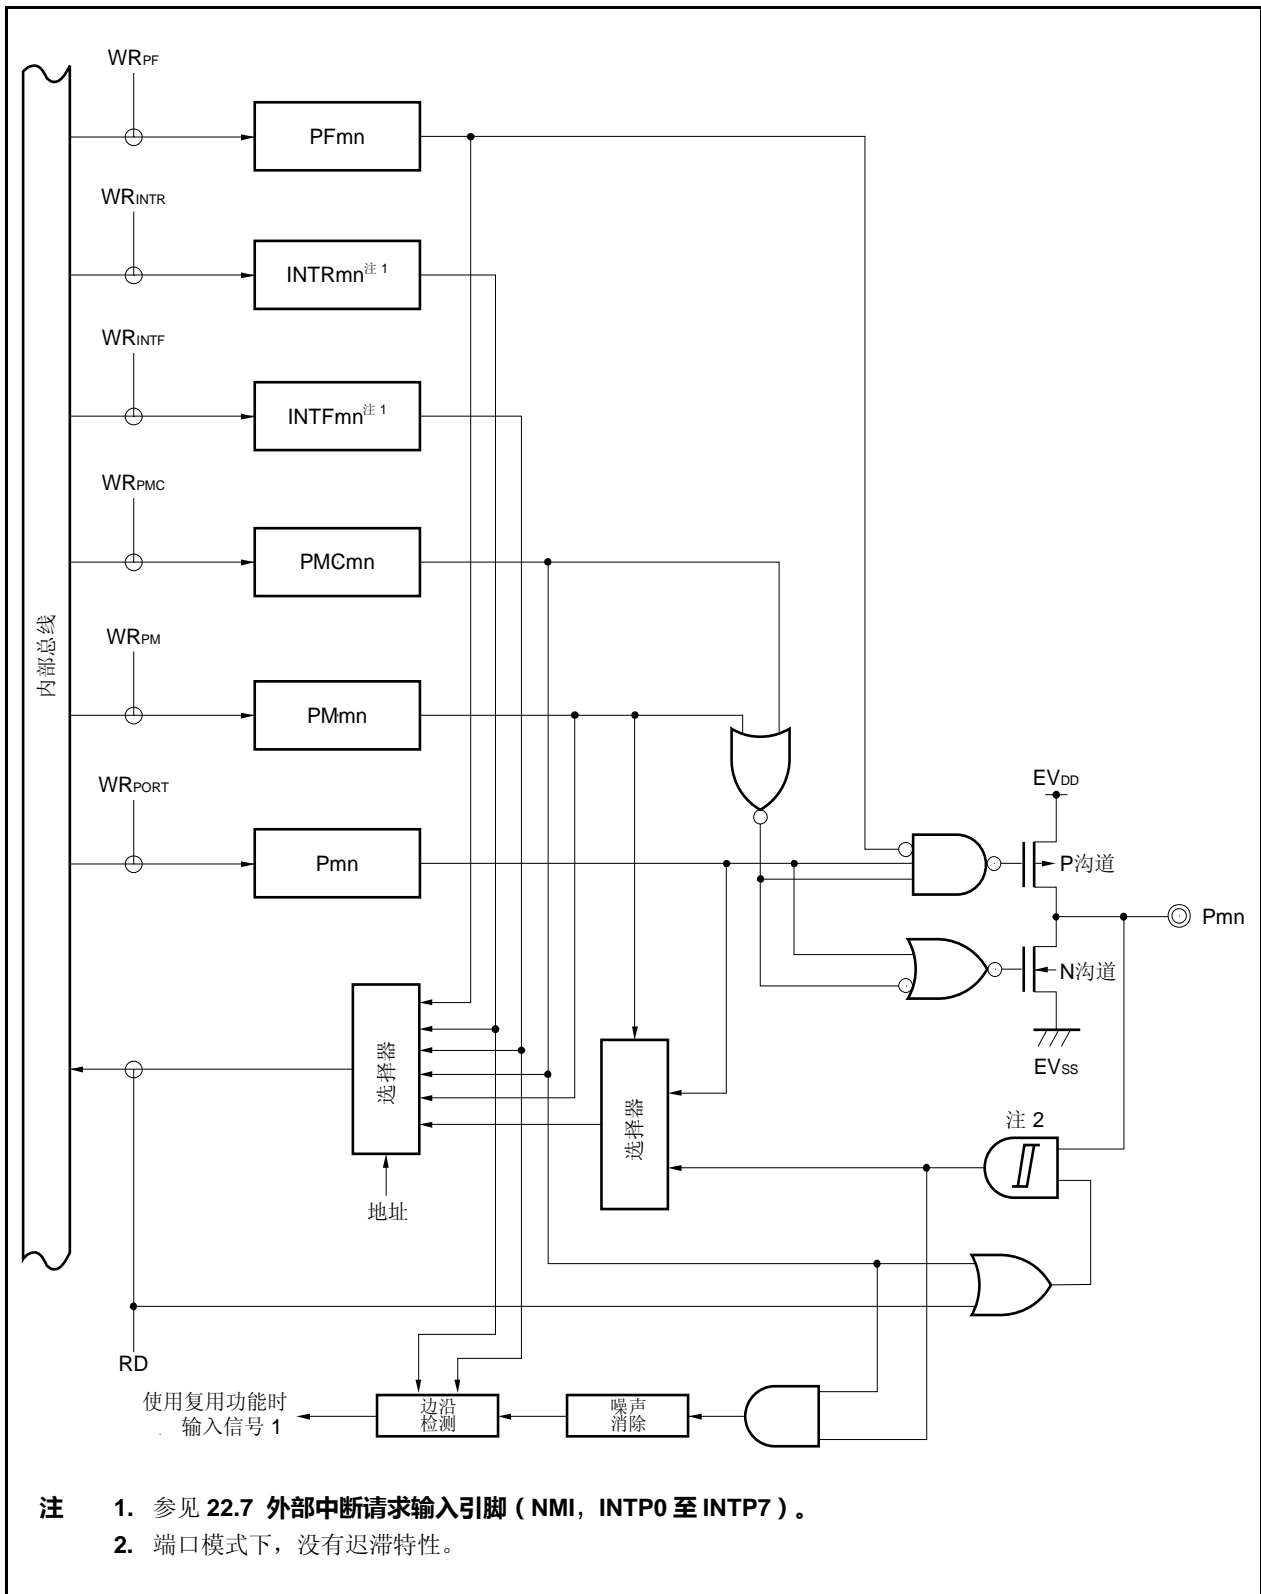 WRPF
PFmn
WRINTR
INTRmn注 1
WRINTF
INTFmn注 1
WRPMC
PMCmn
内部总线
WRPM
PMmn
WRPORT
Pmn
EVDD
P沟道
Pmn
N沟道
EVSS
选择器
选择器
注 2
地址
RD
使用复用功能时
输入信号 1
边沿
检测
噪声
消除
注 1. 参见 22.7 外部中断请求输入引脚（NMI，INTP0 至 INTP7）。
2. 端口模式下，没有迟滞特性。